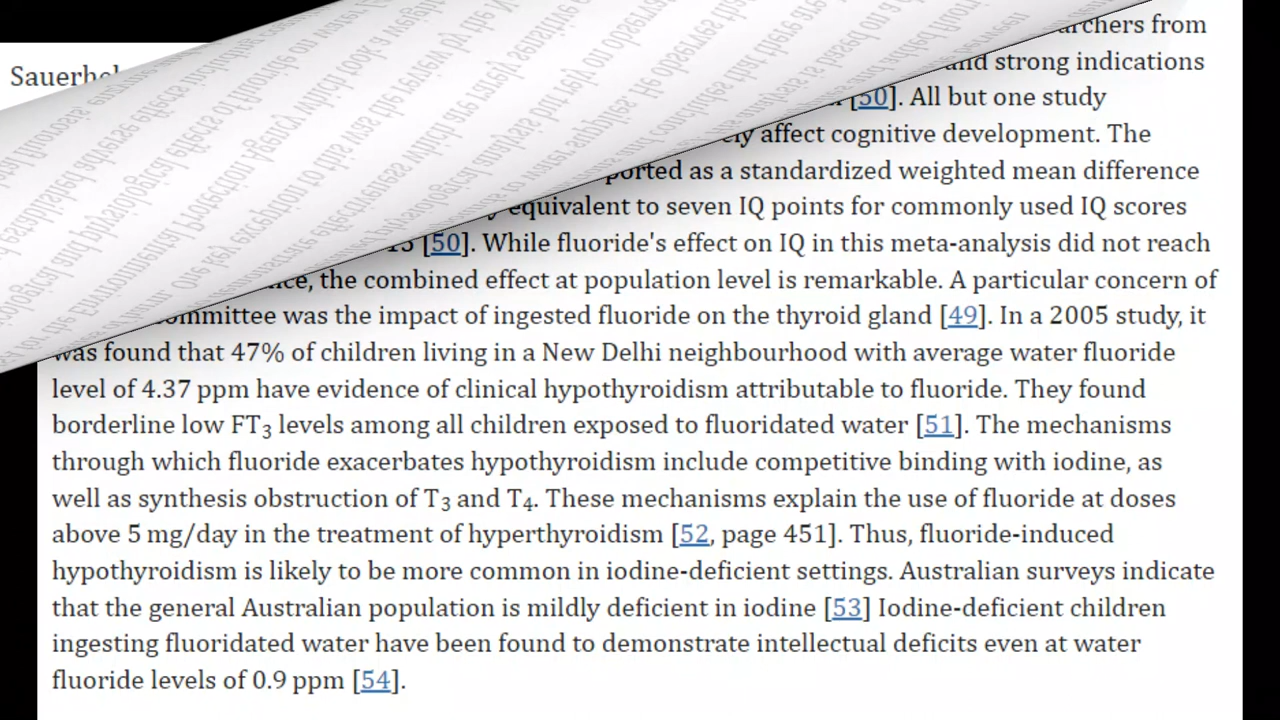 archers from
Sauerhe
and strong indications
[50]. All but one study
affect cognitive development. The
ported as a standardized weighted mean difference
equivalent to seven IQ points for commonly used IQ scores
15 [50]. While fluoride's effect on IQ in this meta-analysis did not reach
the combined effect at population level is remarkable. A particular concern of
ommittee was the impact of ingested fluoride on the thyroid gland [49]. In a 2005 study, it
was found that 47% of children living in a New Delhi neighbourhood with average water fluoride
level of 4.37 ppm have evidence of clinical hypothyroidism attributable to fluoride. They found
borderline low FT3 levels among all children exposed to fluoridated water [51]. The mechanisms
through which fluoride exacerbates hypothyroidism include competitive binding with iodine, as
well as synthesis obstruction of T3 and T4. These mechanisms explain the use of fluoride at doses
above 5 mg/day in the treatment of hyperthyroidism [52, page 451]. Thus, fluoride-induced
hypothyroidism is likely to be more common in iodine-deficient settings. Australian surveys indicate
that the general Australian population is mildly deficient in iodine [53] Iodine-deficient children
ingesting fluoridated water have been found to demonstrate intellectual deficits even at water
fluoride levels of 0.9 ppm [54].